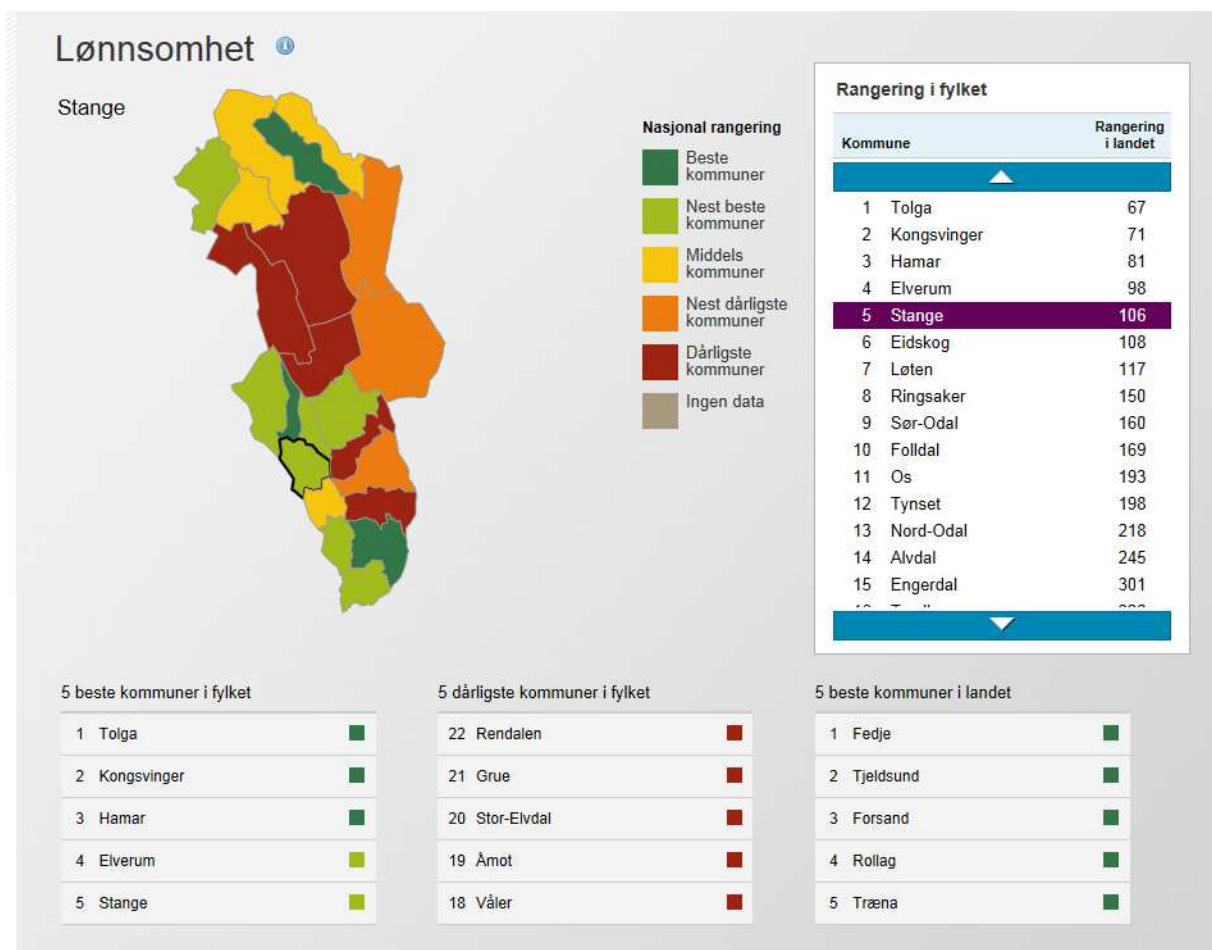 Lønnsomhet
Stange
Nasjonal rangering
Beste
kommuner
Nest beste
kommuner
Middels
kommuner
Nest dårligste
kommuner
Dårligste
kommuner
Ingen data
Rangering i fylket
Kommune Rangering
i landet
1 Tolga 67
2 Kongsvinger 71
3 Hamar 81
4 Elverum 98
5 Stange 106
6 Eidskog 108
7 Løten 117
8 Ringsaker 150
9 Sør-Odal 160
10 Folldal 169
11 Os 193
12 Tynset 198
13 Nord-Odal 218
14 Alvdal 245
15 Engerdal 301
5 beste kommuner i fylket
1 Tolga
2 Kongsvinger
3 Hamar
4 Elverum
5 Stange
5 dårligste kommuner i fylket
22 Rendalen
21 Grue
20 Stor-Elvdal
19 Åmot
18 Våler
5 beste kommuner i landet
1 Fedje
2 Tjeldsund
3 Forsand
4 Rollag
5 Træna